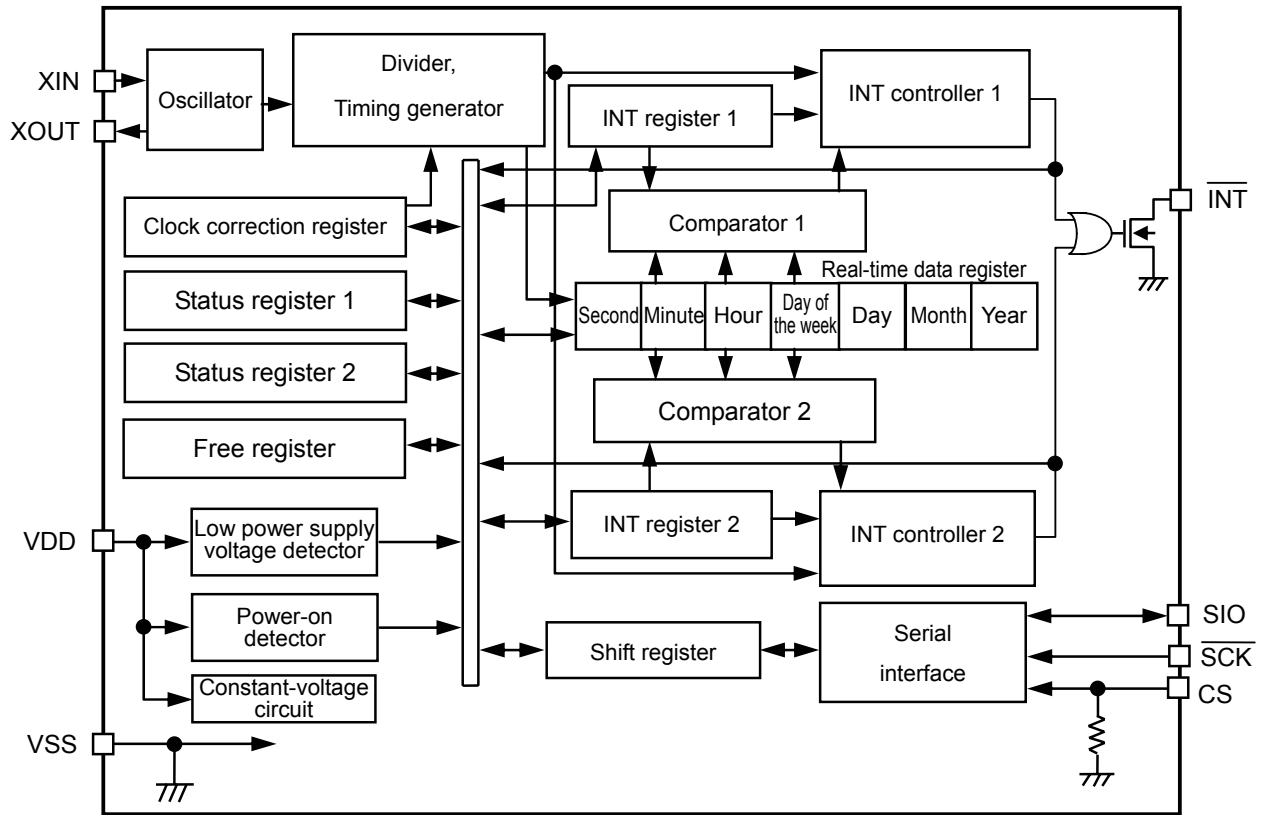 XIN
XOUT
Oscillator
Divider,
Timing generator
INT register 1
INT controller 1
INT
Clock correction register
Comparator 1
Real-time data register
Status register 1
Second
Minute
Hour
Day of
the week
Day
Month
Year
Status register 2
Comparator 2
Free register
VDD
Low power supply
voltage detector
INT register 2
INT controller 2
Power-on
detector
Shift register
Serial
interface
SIO
SCK
CS
Constant-voltage
circuit
VSS